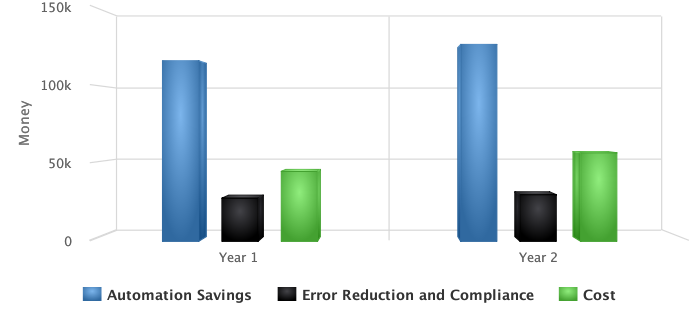 150k
100k
Money
50k
0
Year 1
Year 2
Automation Savings
Error Reduction and Compliance
Cost